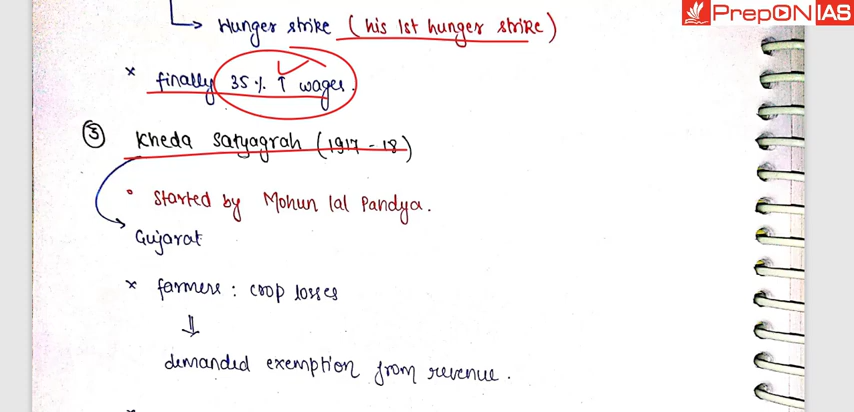 PrepON IAS
Hunger strike (his 1st hunger strike)
* finally 35% ↑ wages.
③ Kheda Satyagrah (1917-18)
• Started by Mohun lal Pandya.
Gujarat
* farmers : coop losses
⇓
demanded exemption from revenue.